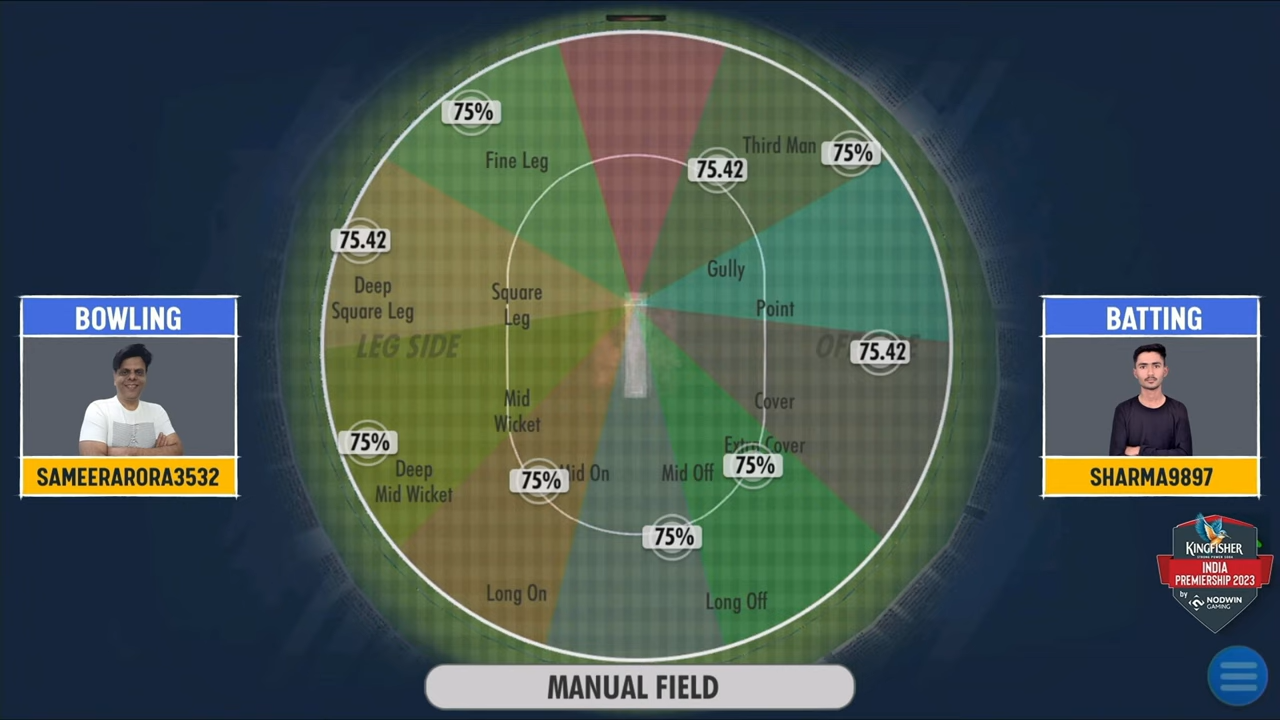 75%
Third Man
75%
Fine Leg
75.42
75.42
Gully
Deep
Square Leg
Square
Leg
Point
BOWLING
BATTING
LEG SIDE
75.42
Mid
Wicket
Cover
75%
Extra Cover
Deep
Mid Wicket
75%
Mid On
Mid Off
75%
SAMEERARORA3532
SHARMA9897
75%
KINGFISHER
INDIA
PREMIERSHIP 2023
by NODWIN
GAMING
Long On
Long Off
MANUAL FIELD